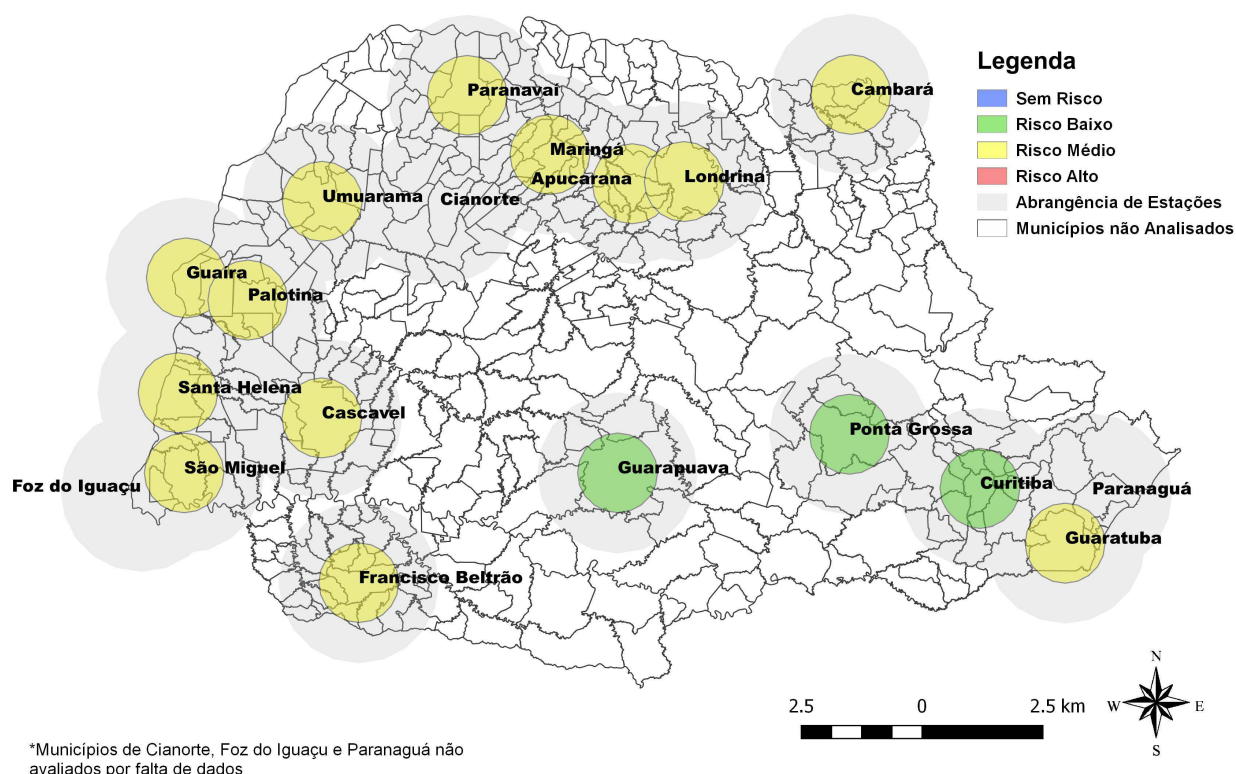 Legenda
Sem Risco
Risco Baixo
Risco Médio
Risco Alto
Abrangência de Estações
Municípios não Analisados
Paranavaí
Cambará
Maringá
Apucarana
Londrina
Umuarama
Cianorte
Guaíra
Palotina
Santa Helena
Cascavel
São Miguel
Foz do Iguaçu
Guarapuava
Ponta Grossa
Curitiba
Paranaguá
Guaratuba
Francisco Beltrão
2.5 0 2.5 km
N
W E
S
*Municípios de Cianorte, Foz do Iguaçu e Paranaguá não
avaliados por falta de dados